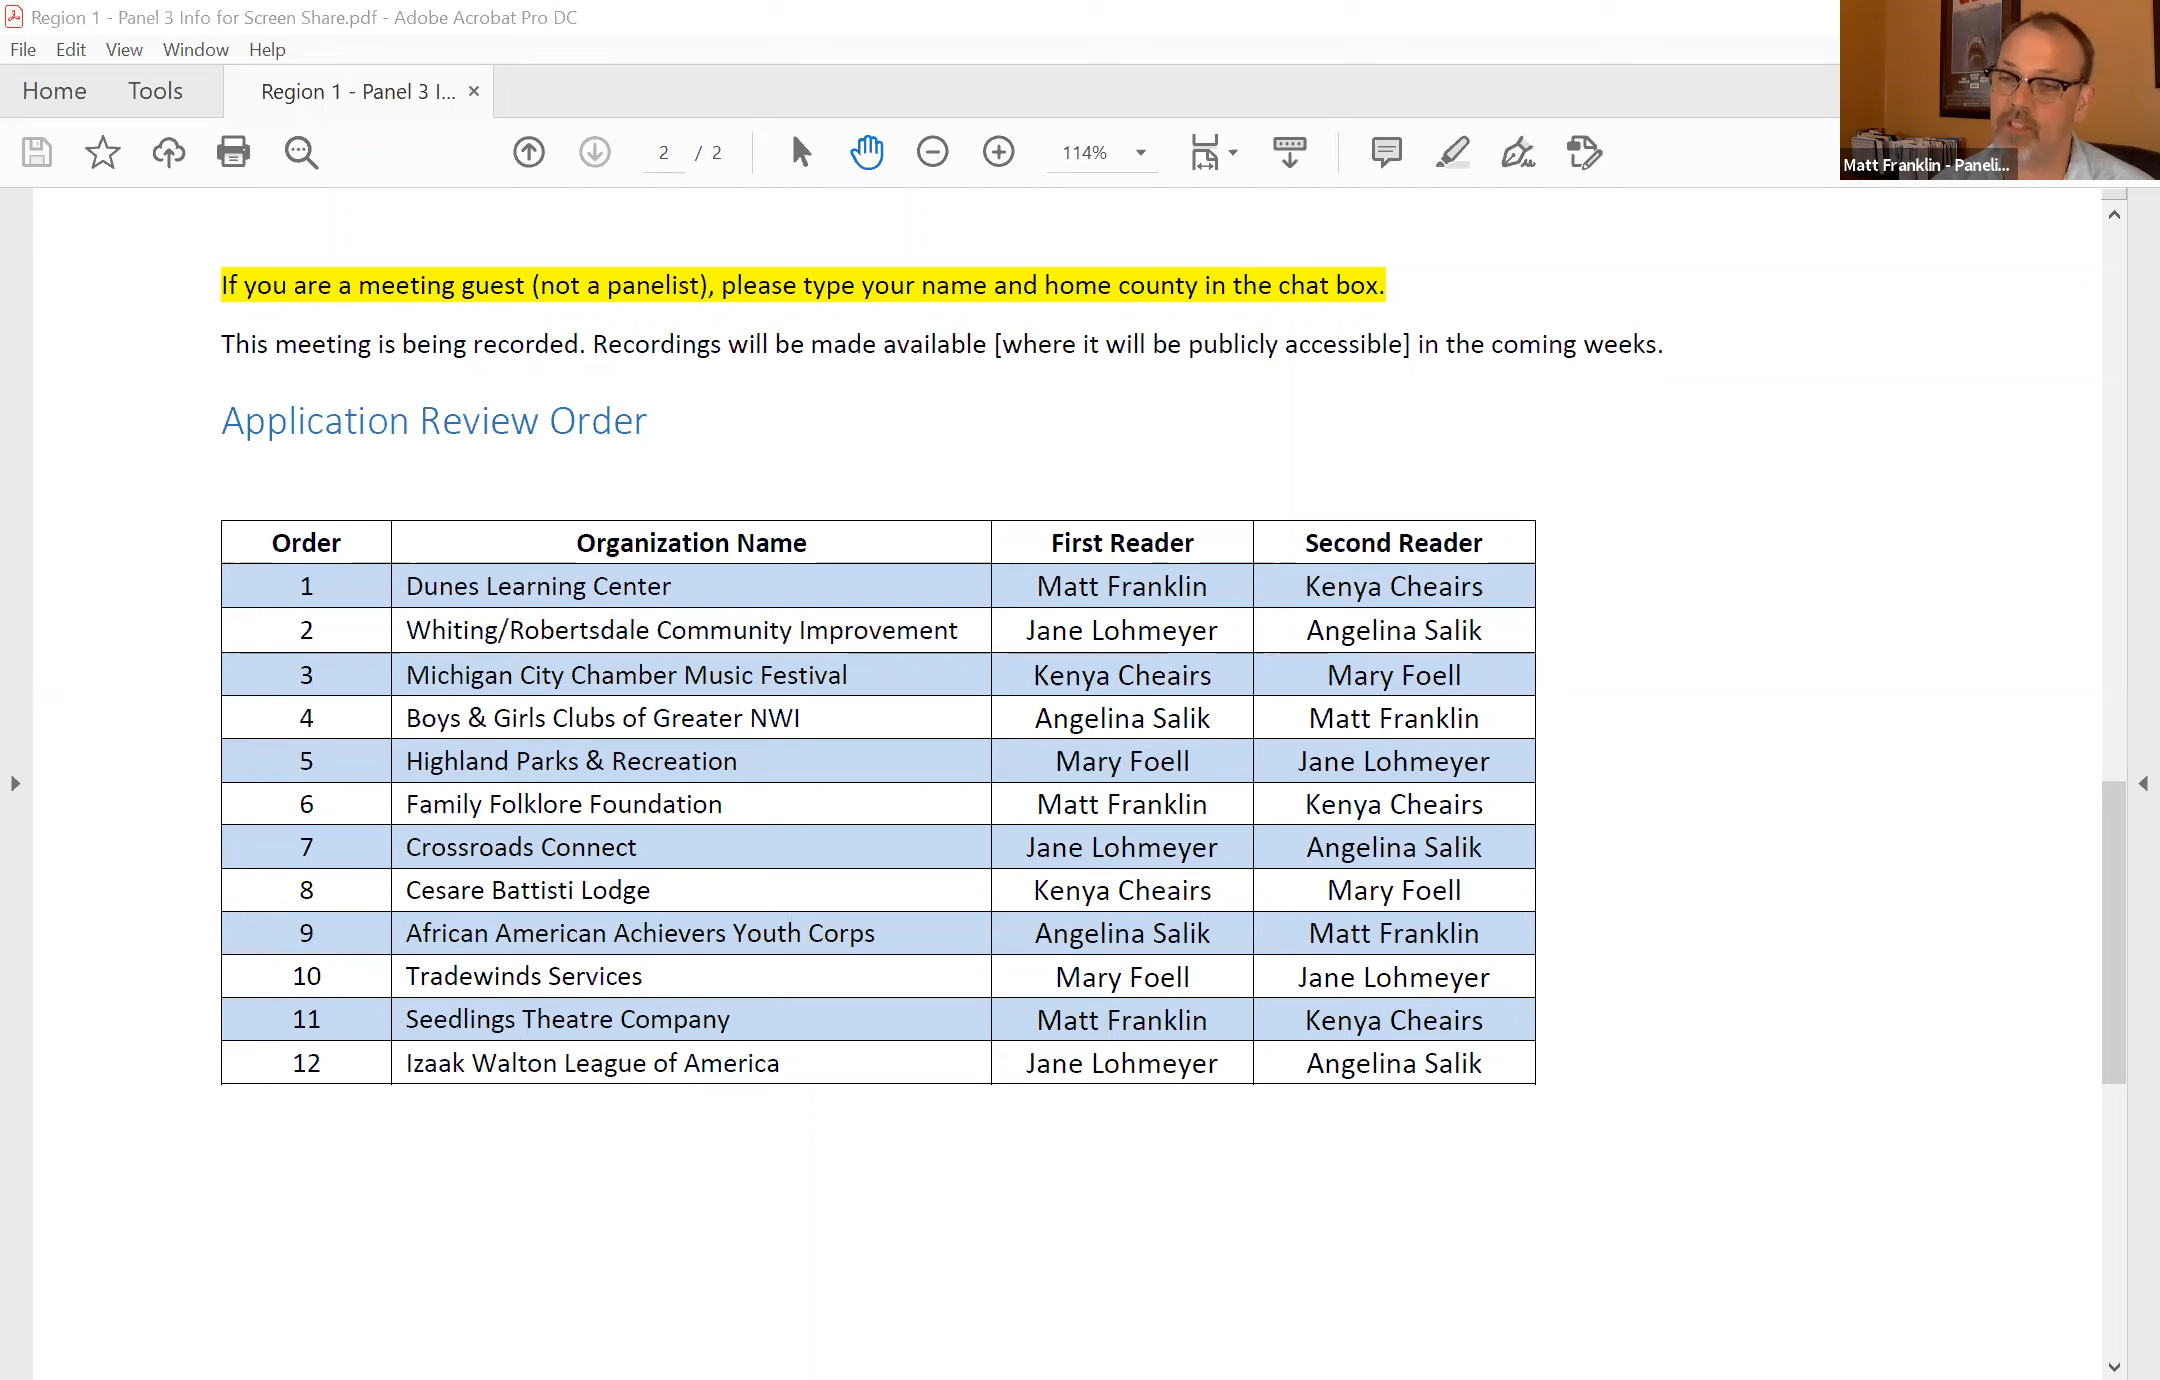 Region 1 - Panel 3 Info for Screen Share.pdf - Adobe Acrobat Pro DC
File Edit View Window Help
Home Tools Region 1 - Panel 3 I... ×
2 / 2 114%
Matt Franklin - Paneli...
If you are a meeting guest (not a panelist), please type your name and home county in the chat box.
This meeting is being recorded. Recordings will be made available [where it will be publicly accessible] in the coming weeks.
Application Review Order
Order Organization Name First Reader Second Reader
1 Dunes Learning Center Matt Franklin Kenya Cheairs
2 Whiting/Robertsdale Community Improvement Jane Lohmeyer Angelina Salik
3 Michigan City Chamber Music Festival Kenya Cheairs Mary Foell
4 Boys & Girls Clubs of Greater NWI Angelina Salik Matt Franklin
5 Highland Parks & Recreation Mary Foell Jane Lohmeyer
6 Family Folklore Foundation Matt Franklin Kenya Cheairs
7 Crossroads Connect Jane Lohmeyer Angelina Salik
8 Cesare Battisti Lodge Kenya Cheairs Mary Foell
9 African American Achievers Youth Corps Angelina Salik Matt Franklin
10 Tradewinds Services Mary Foell Jane Lohmeyer
11 Seedlings Theatre Company Matt Franklin Kenya Cheairs
12 Izaak Walton League of America Jane Lohmeyer Angelina Salik